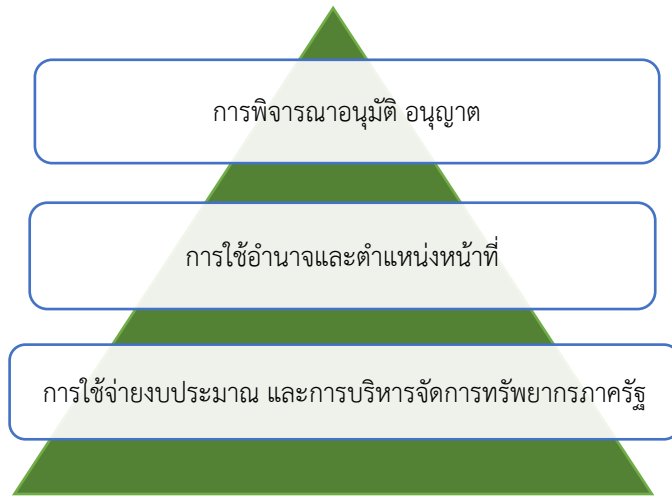 การพิจารณาอนุมัติ อนุญาต
การใช้อำนาจและตำแหน่งหน้าที่
การใช้จ่ายงบประมาณ และการบริหารจัดการทรัพยากรภาครัฐ